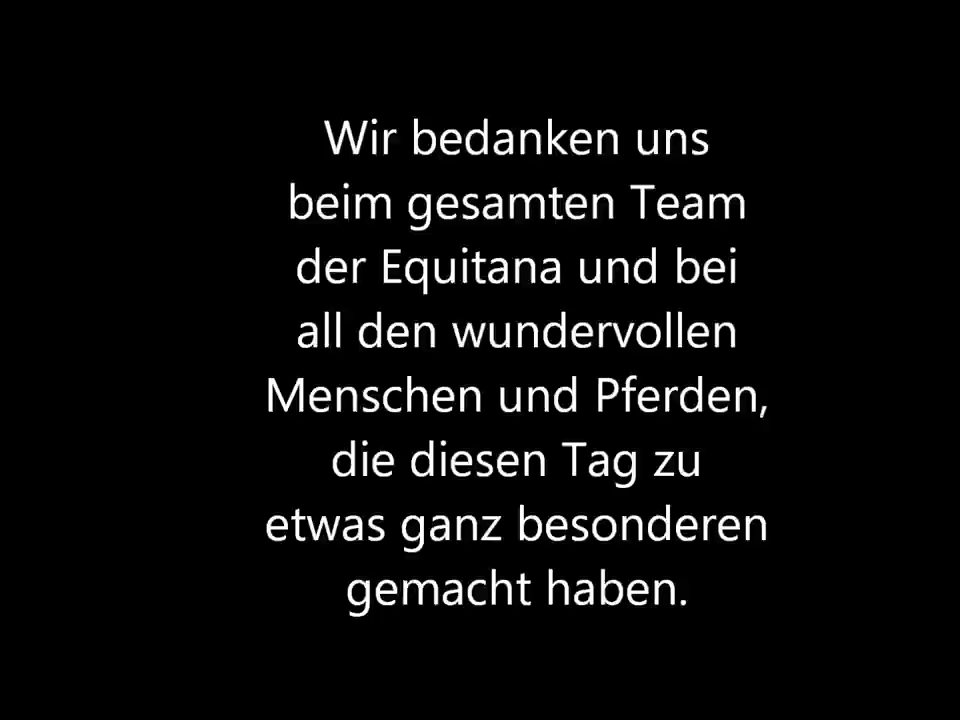 Wir bedanken uns
beim gesamten Team
der Equitana und bei
all den wundervollen
Menschen und Pferden,
die diesen Tag zu
etwas ganz besonderen
gemacht haben.